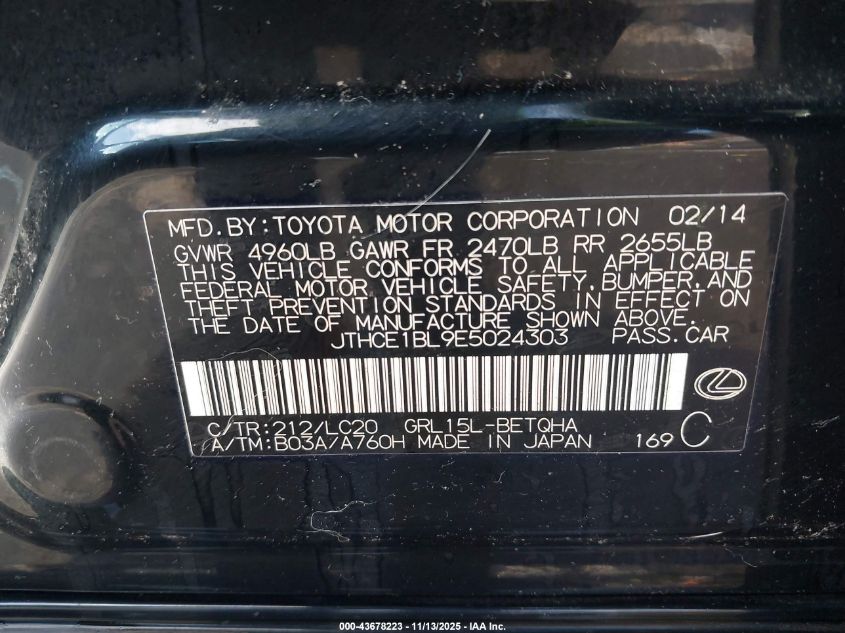 MFD. BY: TOYOTA MOTOR CORPORATION 02/14
GVWR 4960LB GAWR FR 2470LB RR 2655LB
THIS VEHICLE CONFORMS TO ALL APPLICABLE
FEDERAL MOTOR VEHICLE SAFETY, BUMPER, AND
THEFT PREVENTION STANDARDS IN EFFECT ON
THE DATE OF MANUFACTURE SHOWN ABOVE.
JTHCE1BL9E5024303 PASS. CAR
C/TR: 212/LC20 GRL15L-BETQHA
A/TM: B03A/A760H MADE IN JAPAN 169 C
000-43678223 - 11/13/2025 - IAA Inc.